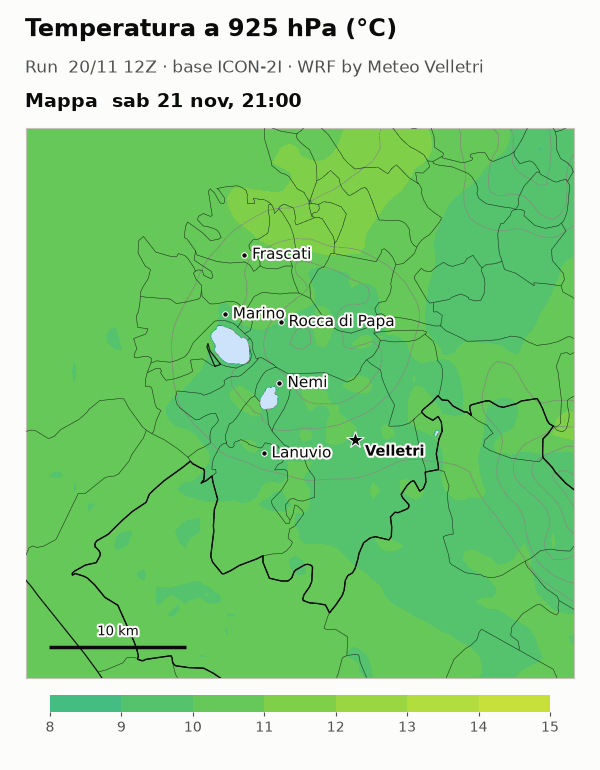 Temperatura a 925 hPa (°C)
Run  20/11 12Z · base ICON-2I · WRF by Meteo Velletri
Mappa  sab 21 nov, 21:00
Frascati
Marino
Rocca di Papa
Nemi
Velletri
Lanuvio
10 km
8 9 10 11 12 13 14 15